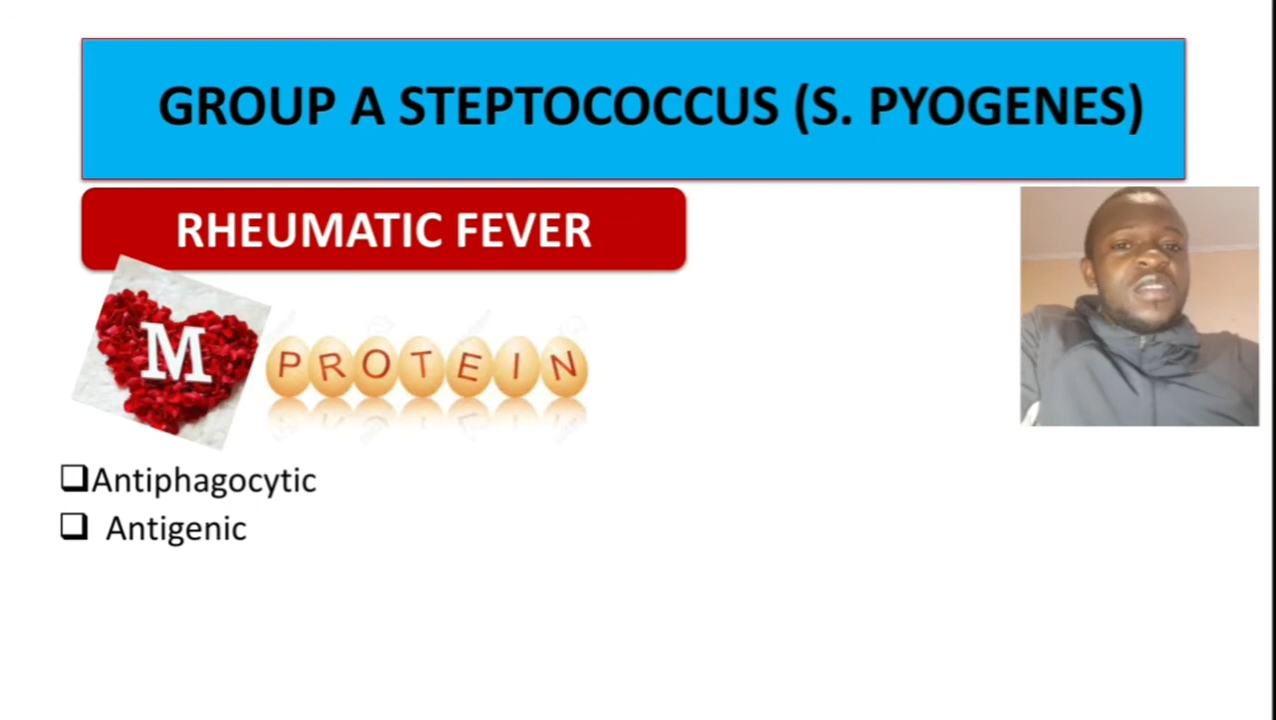 GROUP A STEPTOCOCCUS (S. PYOGENES)
RHEUMATIC FEVER
M PROTEIN
Antiphagocytic
Antigenic